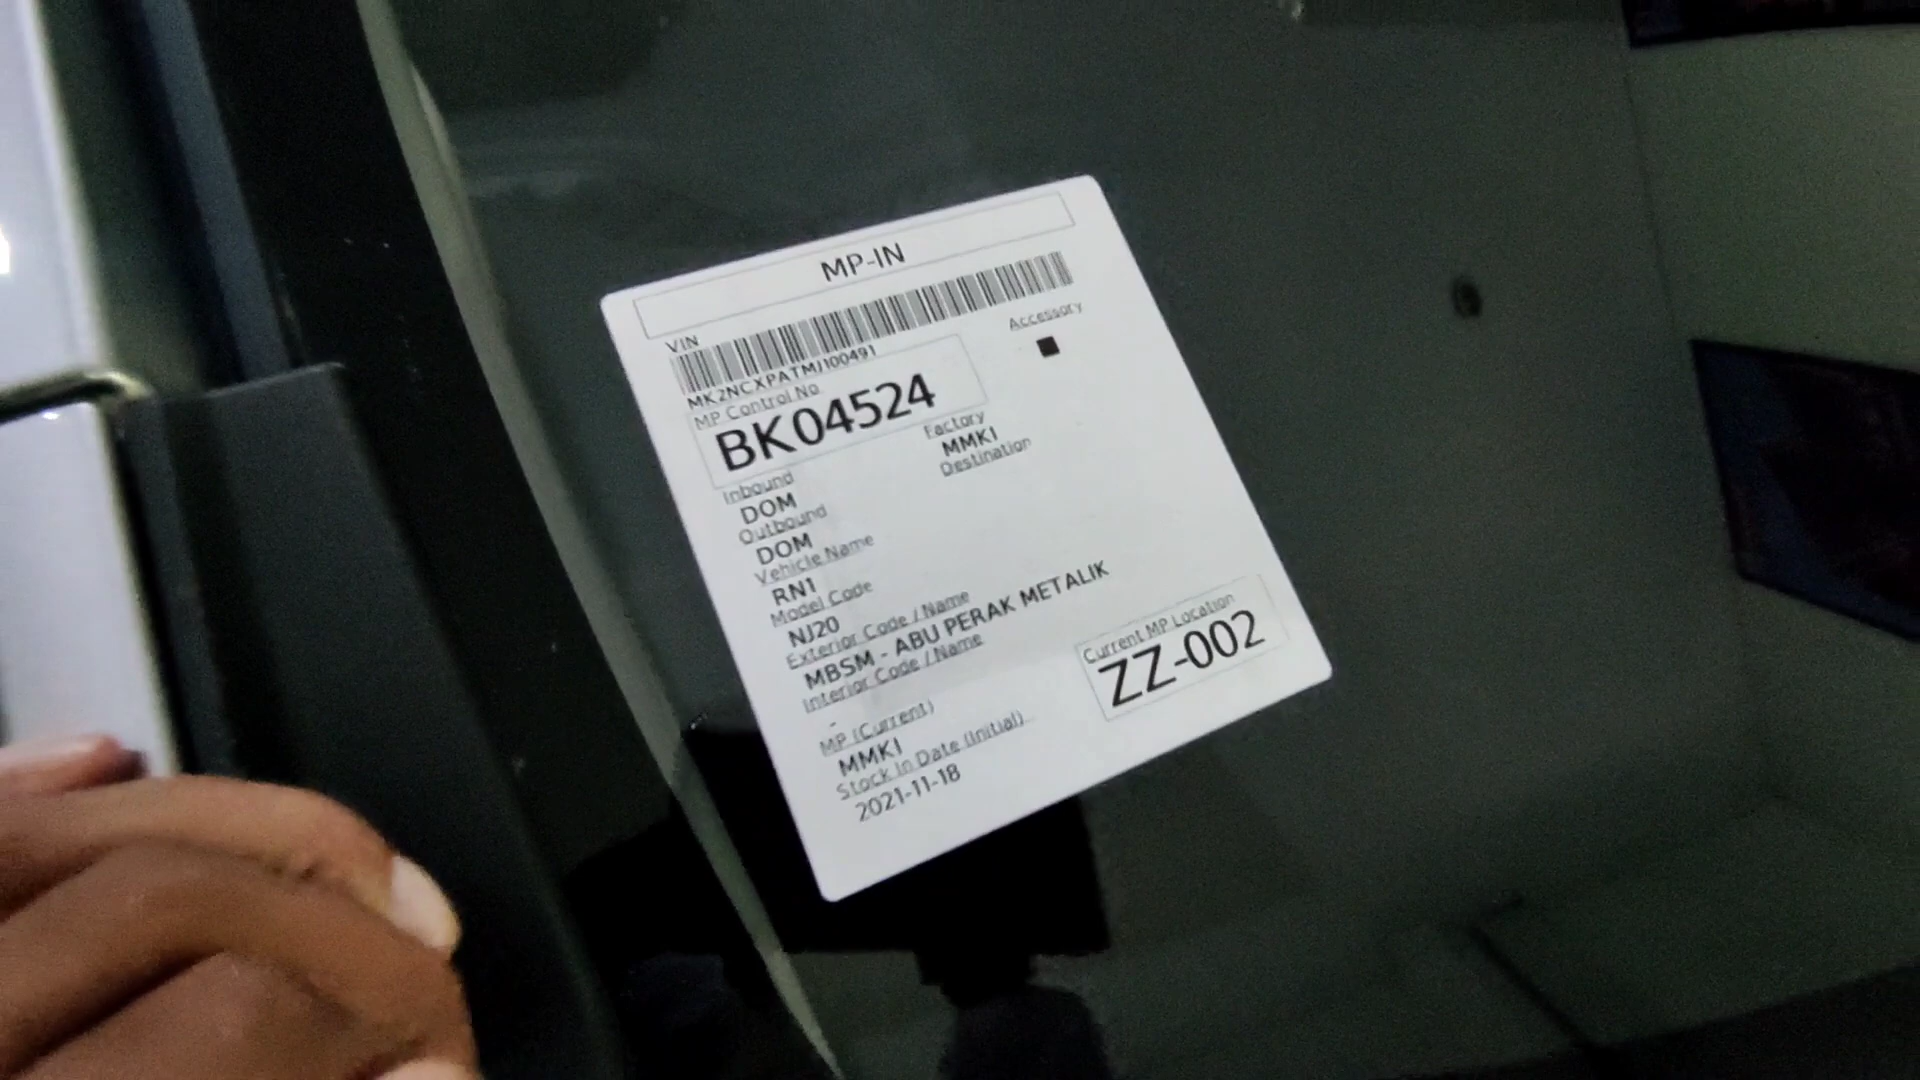 MP-IN
VIN
MK2NCXPATMJ100491
Accessory
■
MP Control No
BK04524
Factory
MMKI
Destination
Inbound
DOM
Outbound
DOM
Vehicle Name
RN1
Model Code
NJ20
Exterior Code / Name
MBSM - ABU PERAK METALIK
Interior Code / Name
-
MP (Current)
MMKI
Stock In Date (Initial)
2021-11-18
Current MP Location
ZZ-002